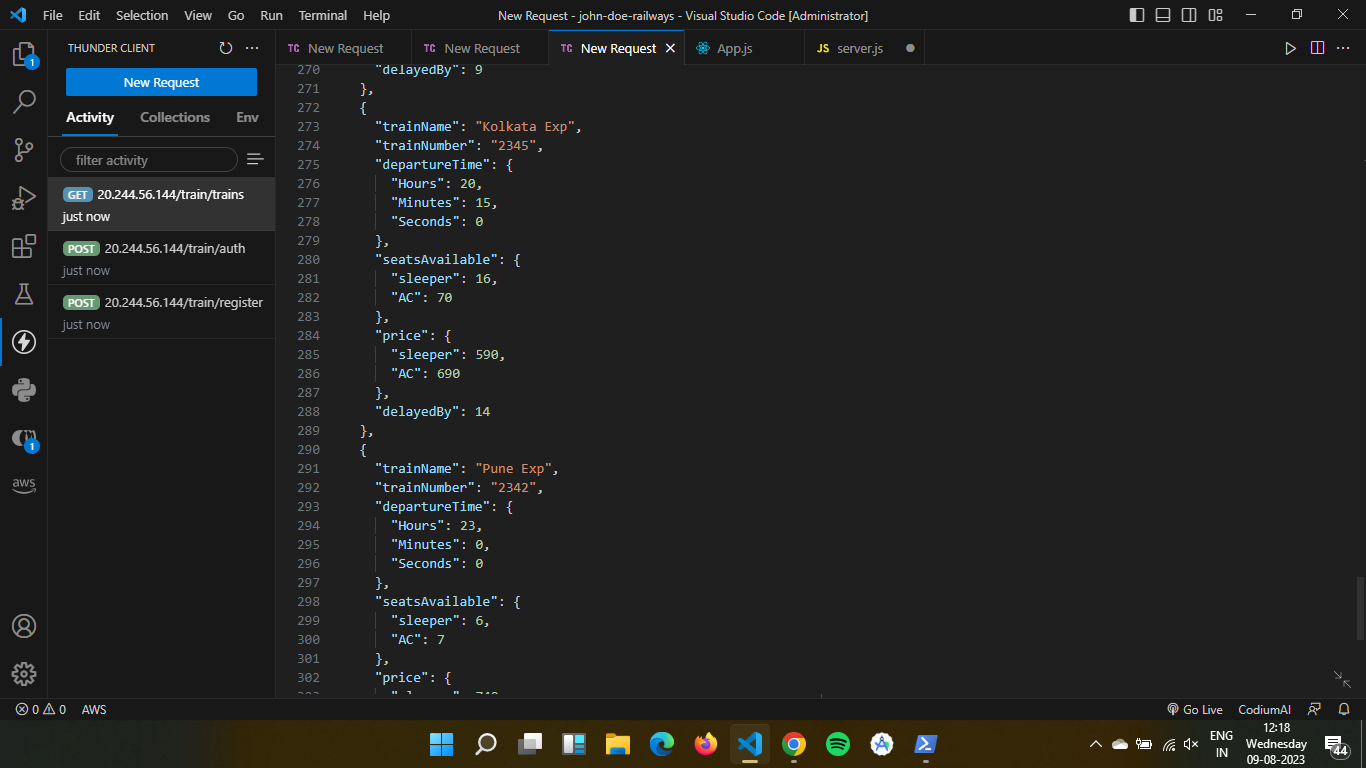 File Edit Selection View Go Run Terminal Help
New Request - john-doe-railways - Visual Studio Code [Administrator]
THUNDER CLIENT
New Request
Activity Collections Env
filter activity
GET 20.244.56.144/train/trains
just now
POST 20.244.56.144/train/auth
just now
POST 20.244.56.144/train/register
just now
1
1
aws
TC New Request
TC New Request
TC New Request
App.js
JS server.js
270 "delayedBy": 9
271 },
272 {
273 "trainName": "Kolkata Exp",
274 "trainNumber": "2345",
275 "departureTime": {
276 "Hours": 20,
277 "Minutes": 15,
278 "Seconds": 0
279 },
280 "seatsAvailable": {
281 "sleeper": 16,
282 "AC": 70
283 },
284 "price": {
285 "sleeper": 590,
286 "AC": 690
287 },
288 "delayedBy": 14
289 },
290 {
291 "trainName": "Pune Exp",
292 "trainNumber": "2342",
293 "departureTime": {
294 "Hours": 23,
295 "Minutes": 0,
296 "Seconds": 0
297 },
298 "seatsAvailable": {
299 "sleeper": 6,
300 "AC": 7
301 },
302 "price": {
0 0 AWS
Go Live CodiumAI
ENG
IN
12:18
Wednesday
09-08-2023
44